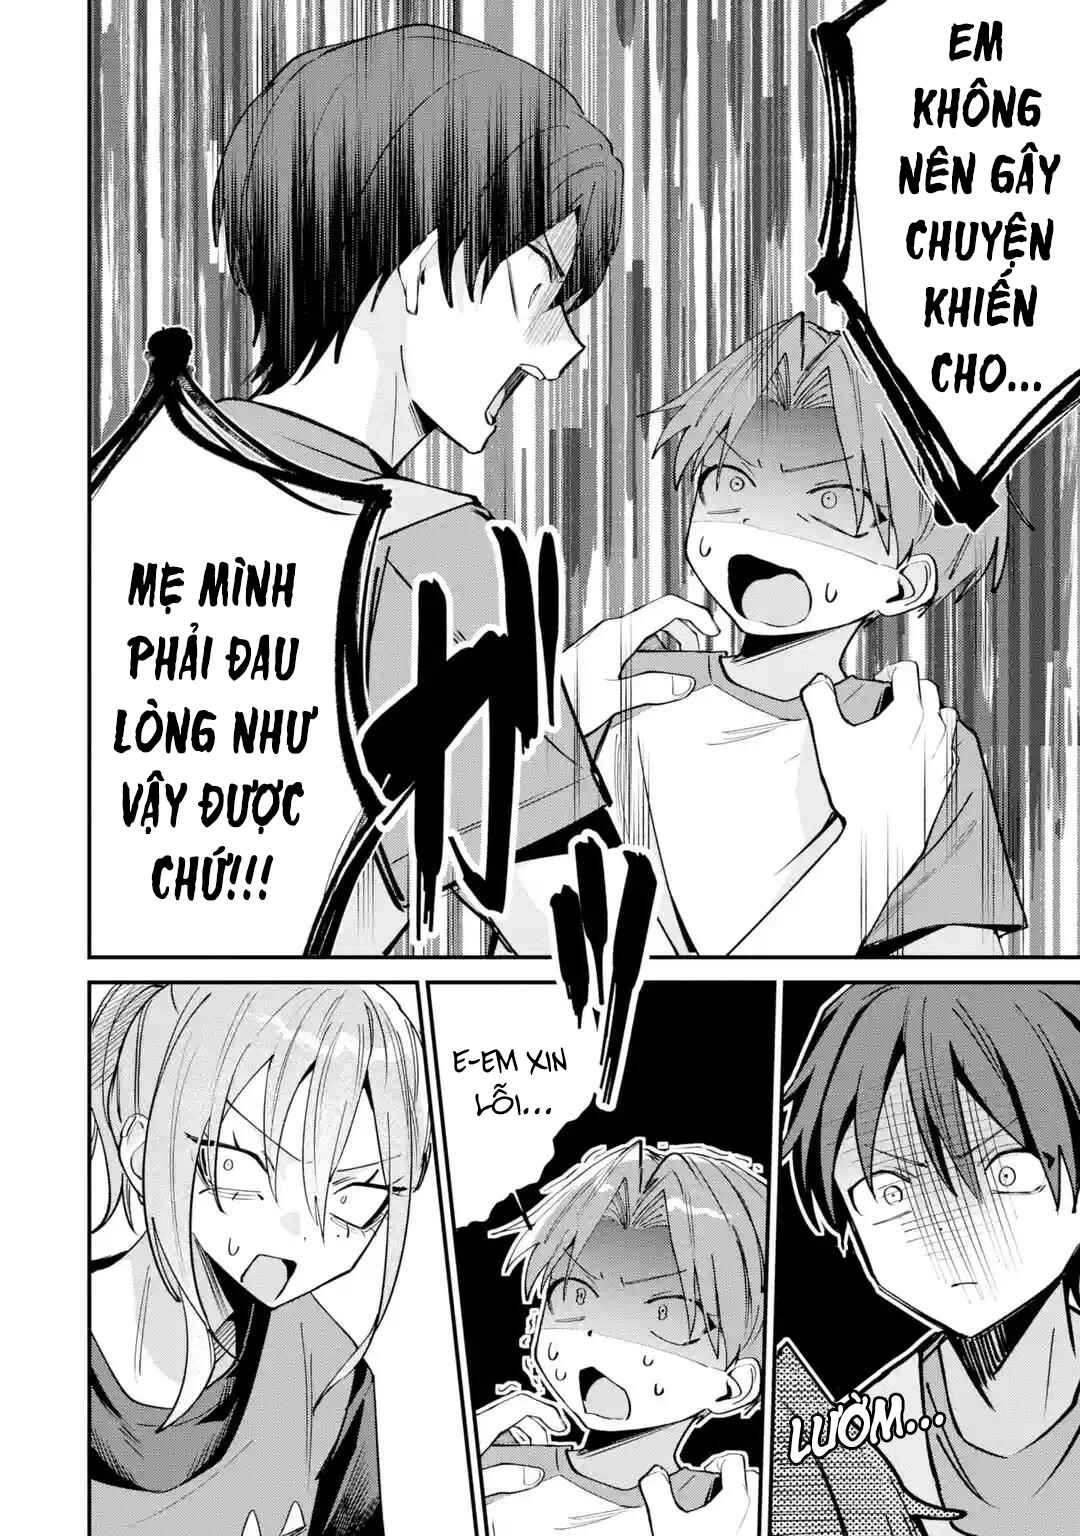 EM
KHÔNG
NÊN GÂY
CHUYỆN
KHIẾN
CHO...
MẸ MÌNH
PHẢI ĐAU
LÒNG NHƯ
VẬY ĐƯỢC
CHỨ!!!
LƯỜM...
E-EM XIN
LỖI...